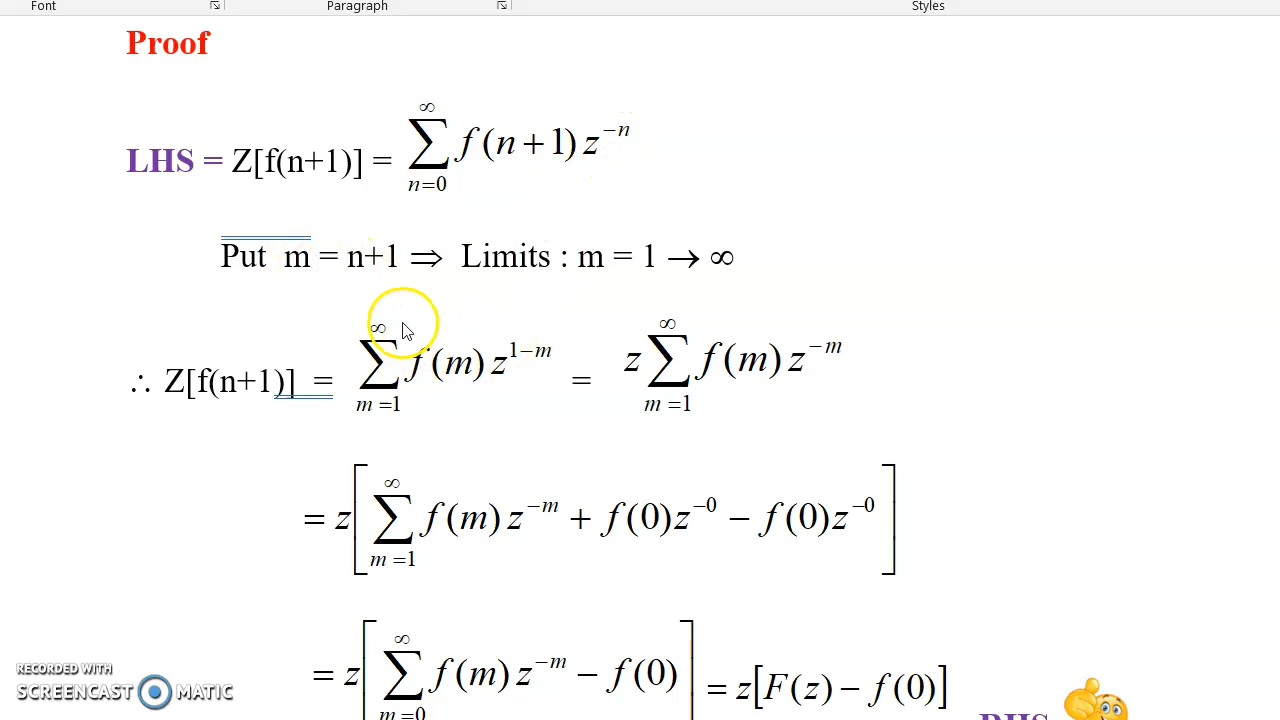 Font Paragraph Styles
Proof
LHS = Z[f(n+1)] = ∑_{n=0}^{∞} f(n+1) z^{−n}
Put m = n+1 ⇒ Limits : m = 1 → ∞
∴ Z[f(n+1)] = ∑_{m=1}^{∞} f(m) z^{1−m} = z ∑_{m=1}^{∞} f(m) z^{−m}
= z[∑_{m=1}^{∞} f(m) z^{−m} + f(0)z^{−0} − f(0)z^{−0}]
= z[∑_{m=0}^{∞} f(m) z^{−m} − f(0)] = z[F(z) − f(0)]
RHS
RECORDED WITH
SCREENCAST MATIC